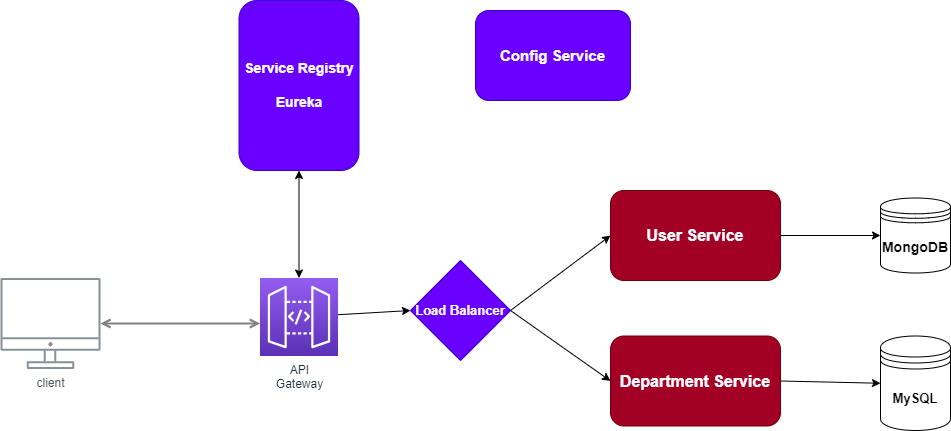 Service Registry
Eureka
Config Service
User Service
MongoDB
</>
Load Balancer
client
API
Gateway
Department Service
MySQL